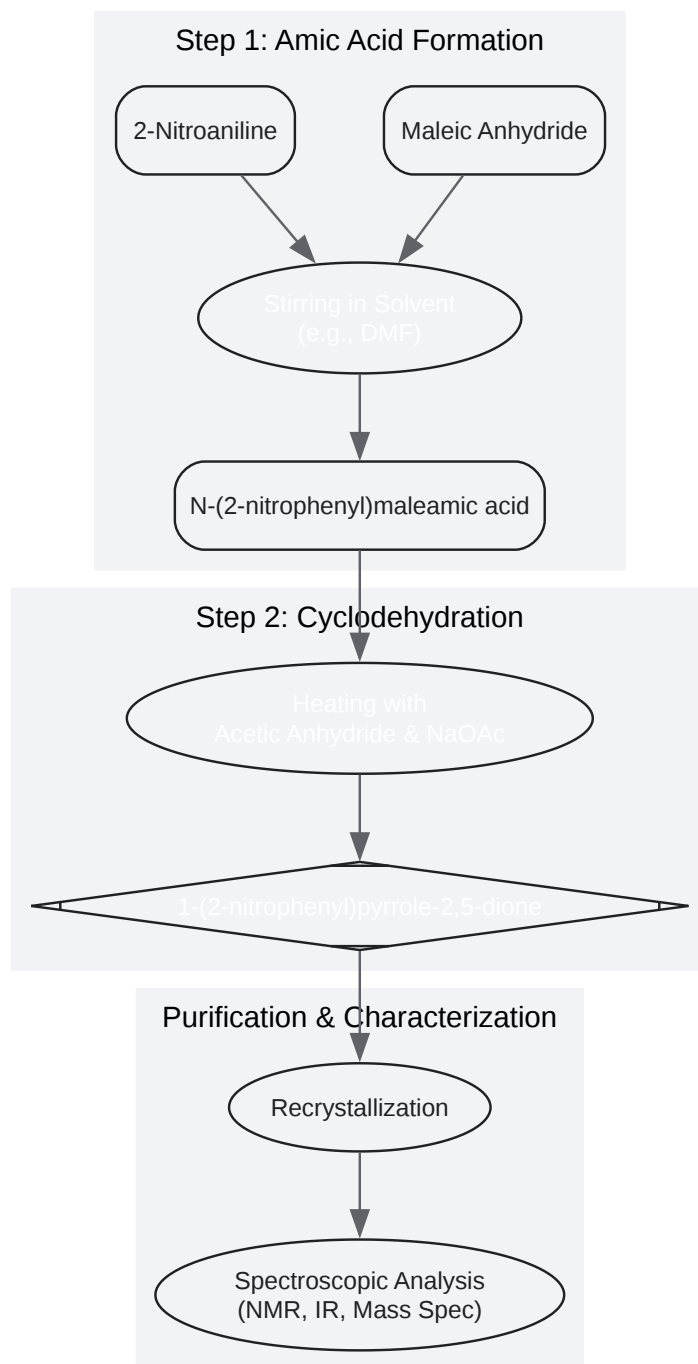 Step 1: Amic Acid Formation
2-Nitroaniline
Maleic Anhydride
Stirring in Solvent
(e.g., DMF)
N-(2-nitrophenyl)maleamic acid
Step 2: Cyclodehydration
Heating with
Acetic Anhydride & NaOAc
1-(2-nitrophenyl)pyrrole-2,5-dione
Purification & Characterization
Recrystallization
Spectroscopic Analysis
(NMR, IR, Mass Spec)